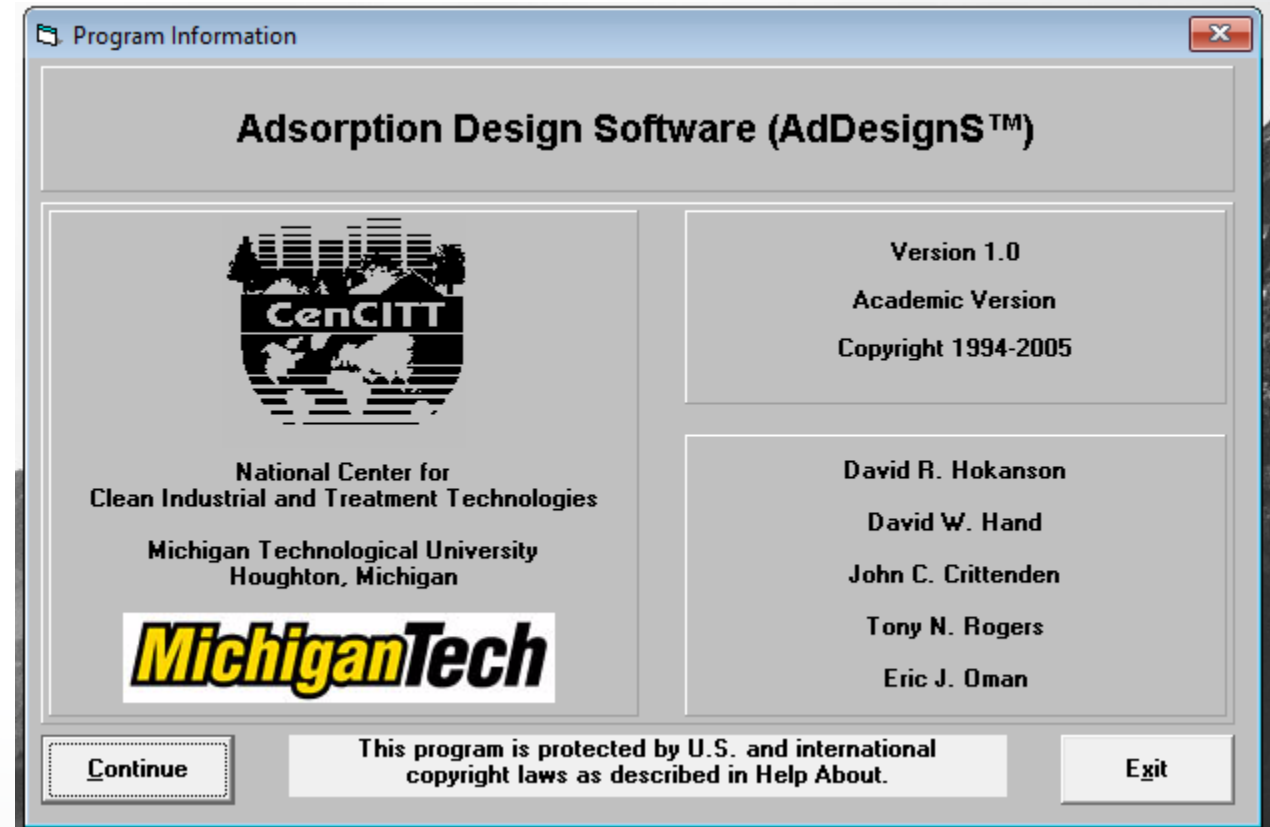 Program Information
Adsorption Design Software (AdDesignS™)
CenCITT
National Center for
Clean Industrial and Treatment Technologies
Michigan Technological University
Houghton, Michigan
MichiganTech
Version 1.0
Academic Version
Copyright 1994-2005
David R. Hokanson
David W. Hand
John C. Crittenden
Tony N. Rogers
Eric J. Oman
Continue
This program is protected by U.S. and international
copyright laws as described in Help About.
Exit